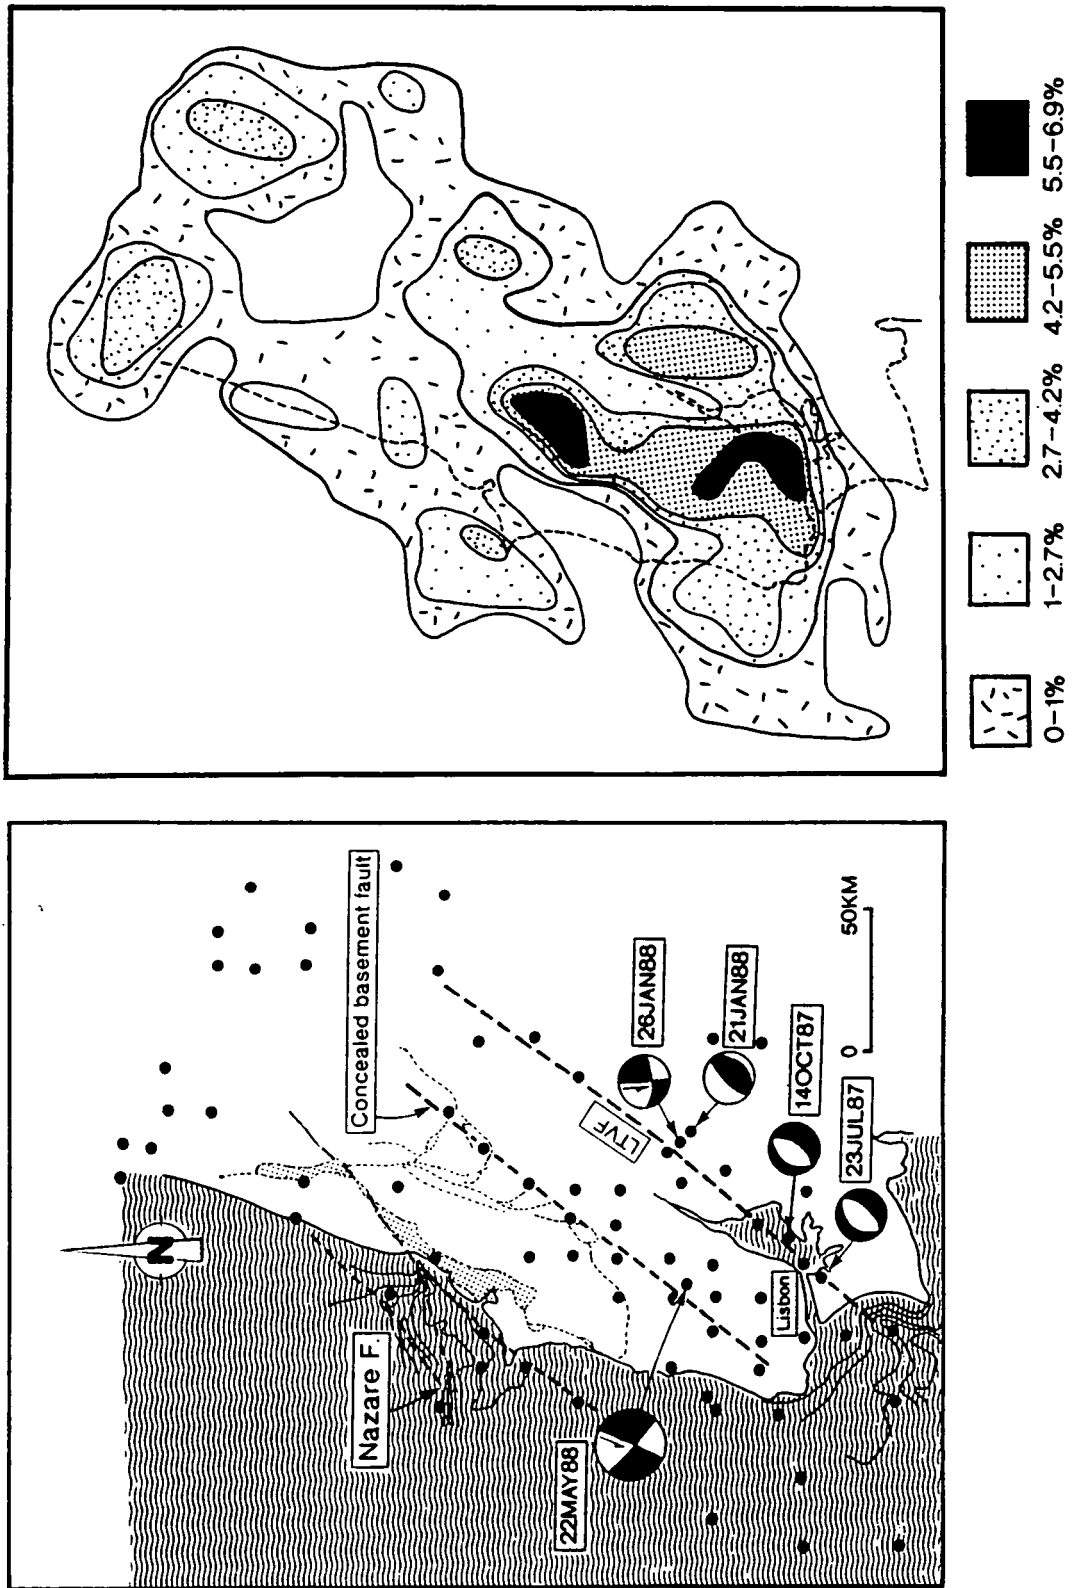 Concealed basement fault
N
Nazare F.
LTVF
26JAN88
21JAN88
14OCT87
23JUL87
22MAY88
Lisbon
0
50KM
0-1%
1-2.7%
2.7-4.2%
4.2-5.5%
5.5-6.9%